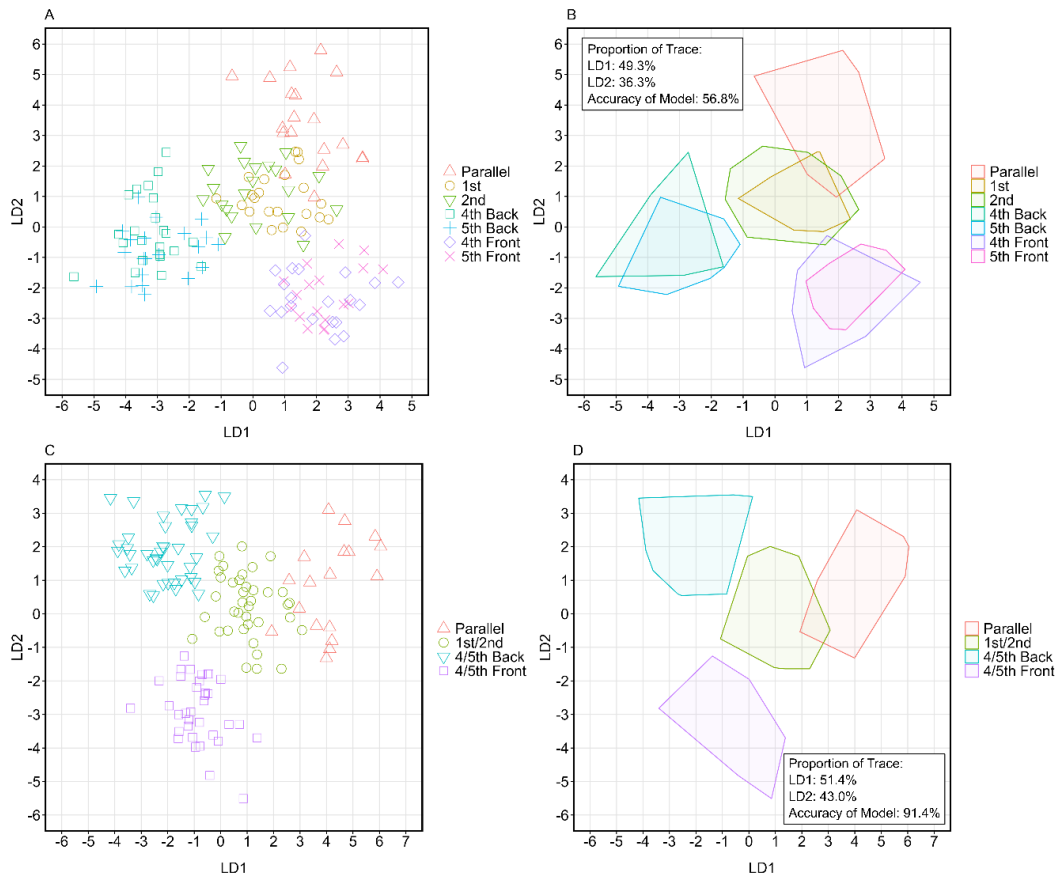 A
6
5
4
3
2
1
0
-1
-2
-3
-4
-5
LD2
-6 -5 -4 -3 -2 -1 0 1 2 3 4 5
LD1
Parallel
1st
2nd
4th Back
5th Back
4th Front
5th Front
B
Proportion of Trace:
LD1: 49.3%
LD2: 36.3%
Accuracy of Model: 56.8%
6
5
4
3
2
1
0
-1
-2
-3
-4
-5
LD2
-6 -5 -4 -3 -2 -1 0 1 2 3 4 5
LD1
Parallel
1st
2nd
4th Back
5th Back
4th Front
5th Front
C
4
3
2
1
0
-1
-2
-3
-4
-5
-6
LD2
-6 -5 -4 -3 -2 -1 0 1 2 3 4 5 6 7
LD1
Parallel
1st/2nd
4/5th Back
4/5th Front
D
4
3
2
1
0
-1
-2
-3
-4
-5
-6
LD2
Proportion of Trace:
LD1: 51.4%
LD2: 43.0%
Accuracy of Model: 91.4%
-6 -5 -4 -3 -2 -1 0 1 2 3 4 5 6 7
LD1
Parallel
1st/2nd
4/5th Back
4/5th Front